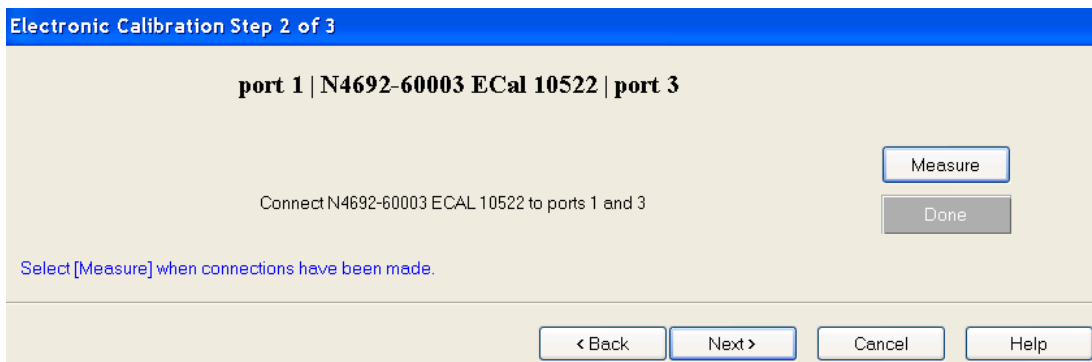 Electronic Calibration Step 2 of 3
port 1 | N4692-60003 ECal 10522 | port 3
Measure
Connect N4692-60003 ECAL 10522 to ports 1 and 3
Done
Select [Measure] when connections have been made.
< Back
Next >
Cancel
Help